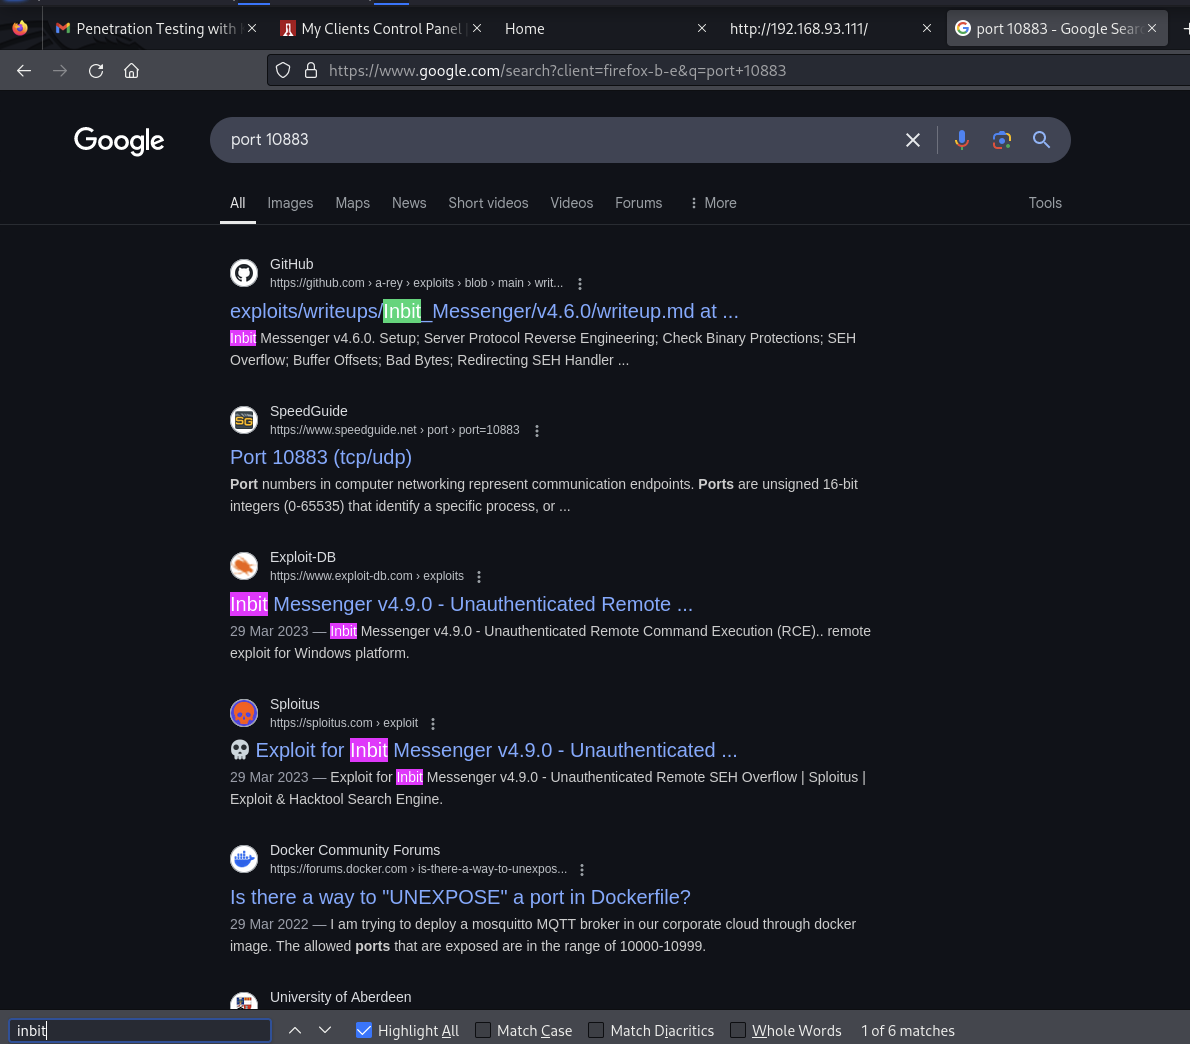 Penetration Testing with
My Clients Control Panel
Home
http://192.168.93.111/
port 10883 - Google Sear
https://www.google.com/search?client=firefox-b-e&q=port+10883
Google
port 10883
All
Images
Maps
News
Short videos
Videos
Forums
More
Tools
GitHub
https://github.com › a-rey › exploits › blob › main › writ...
exploits/writeups/Inbit_Messenger/v4.6.0/writeup.md at ...
Inbit Messenger v4.6.0. Setup; Server Protocol Reverse Engineering; Check Binary Protections; SEH
Overflow; Buffer Offsets; Bad Bytes; Redirecting SEH Handler ...
SG
SpeedGuide
https://www.speedguide.net › port › port=10883
Port 10883 (tcp/udp)
Port numbers in computer networking represent communication endpoints. Ports are unsigned 16-bit
integers (0-65535) that identify a specific process, or ...
Exploit-DB
https://www.exploit-db.com › exploits
Inbit Messenger v4.9.0 - Unauthenticated Remote ...
29 Mar 2023 — Inbit Messenger v4.9.0 - Unauthenticated Remote Command Execution (RCE).. remote
exploit for Windows platform.
Sploitus
https://sploitus.com › exploit
Exploit for Inbit Messenger v4.9.0 - Unauthenticated ...
29 Mar 2023 — Exploit for Inbit Messenger v4.9.0 - Unauthenticated Remote SEH Overflow | Sploitus |
Exploit & Hacktool Search Engine.
Docker Community Forums
https://forums.docker.com › is-there-a-way-to-unexpos...
Is there a way to "UNEXPOSE" a port in Dockerfile?
29 Mar 2022 — I am trying to deploy a mosquitto MQTT broker in our corporate cloud through docker
image. The allowed ports that are exposed are in the range of 10000-10999.
University of Aberdeen
inbit
Highlight All
Match Case
Match Diacritics
Whole Words
1 of 6 matches